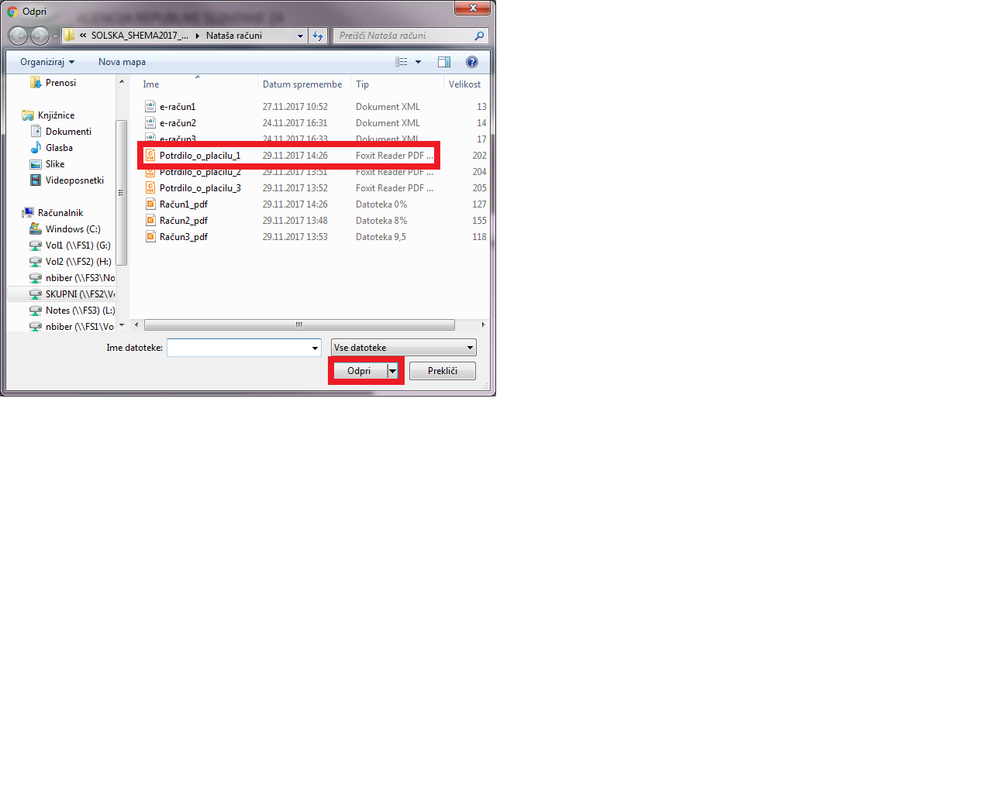 Odpri
AGENCIJA REPUBLIKE SLOVENIJE ZA
« SOLSKA_SHEMA2017_... Nataša računi
Preišči Nataša računi
Organiziraj Nova mapa
Prenosi
Knjižnice
Dokumenti
Glasba
Slike
Videoposnetki
Računalnik
Windows (C:)
Vol1 (\\FS1) (G:)
Vol2 (\\FS2) (H:)
nbiber (\\FS3\No
SKUPNI (\\FS2\Vo
Notes (\\FS3) (L:)
nbiber (\\FS1\Vo
Ime Datum spremembe Tip Velikost
e-račun1 27.11.2017 10:52 Dokument XML 13
e-račun2 24.11.2017 16:31 Dokument XML 14
e-račun3 24.11.2017 16:33 Dokument XML 17
Potrdilo_o_placilu_1 29.11.2017 14:26 Foxit Reader PDF ... 202
Potrdilo_o_placilu_2 29.11.2017 13:51 Foxit Reader PDF ... 204
Potrdilo_o_placilu_3 29.11.2017 13:52 Foxit Reader PDF ... 205
Račun1_pdf 29.11.2017 14:26 Datoteka 0% 127
Račun2_pdf 29.11.2017 13:48 Datoteka 8% 155
Račun3_pdf 29.11.2017 13:53 Datoteka 9,5 118
Ime datoteke:
Vse datoteke
Odpri
Prekliči